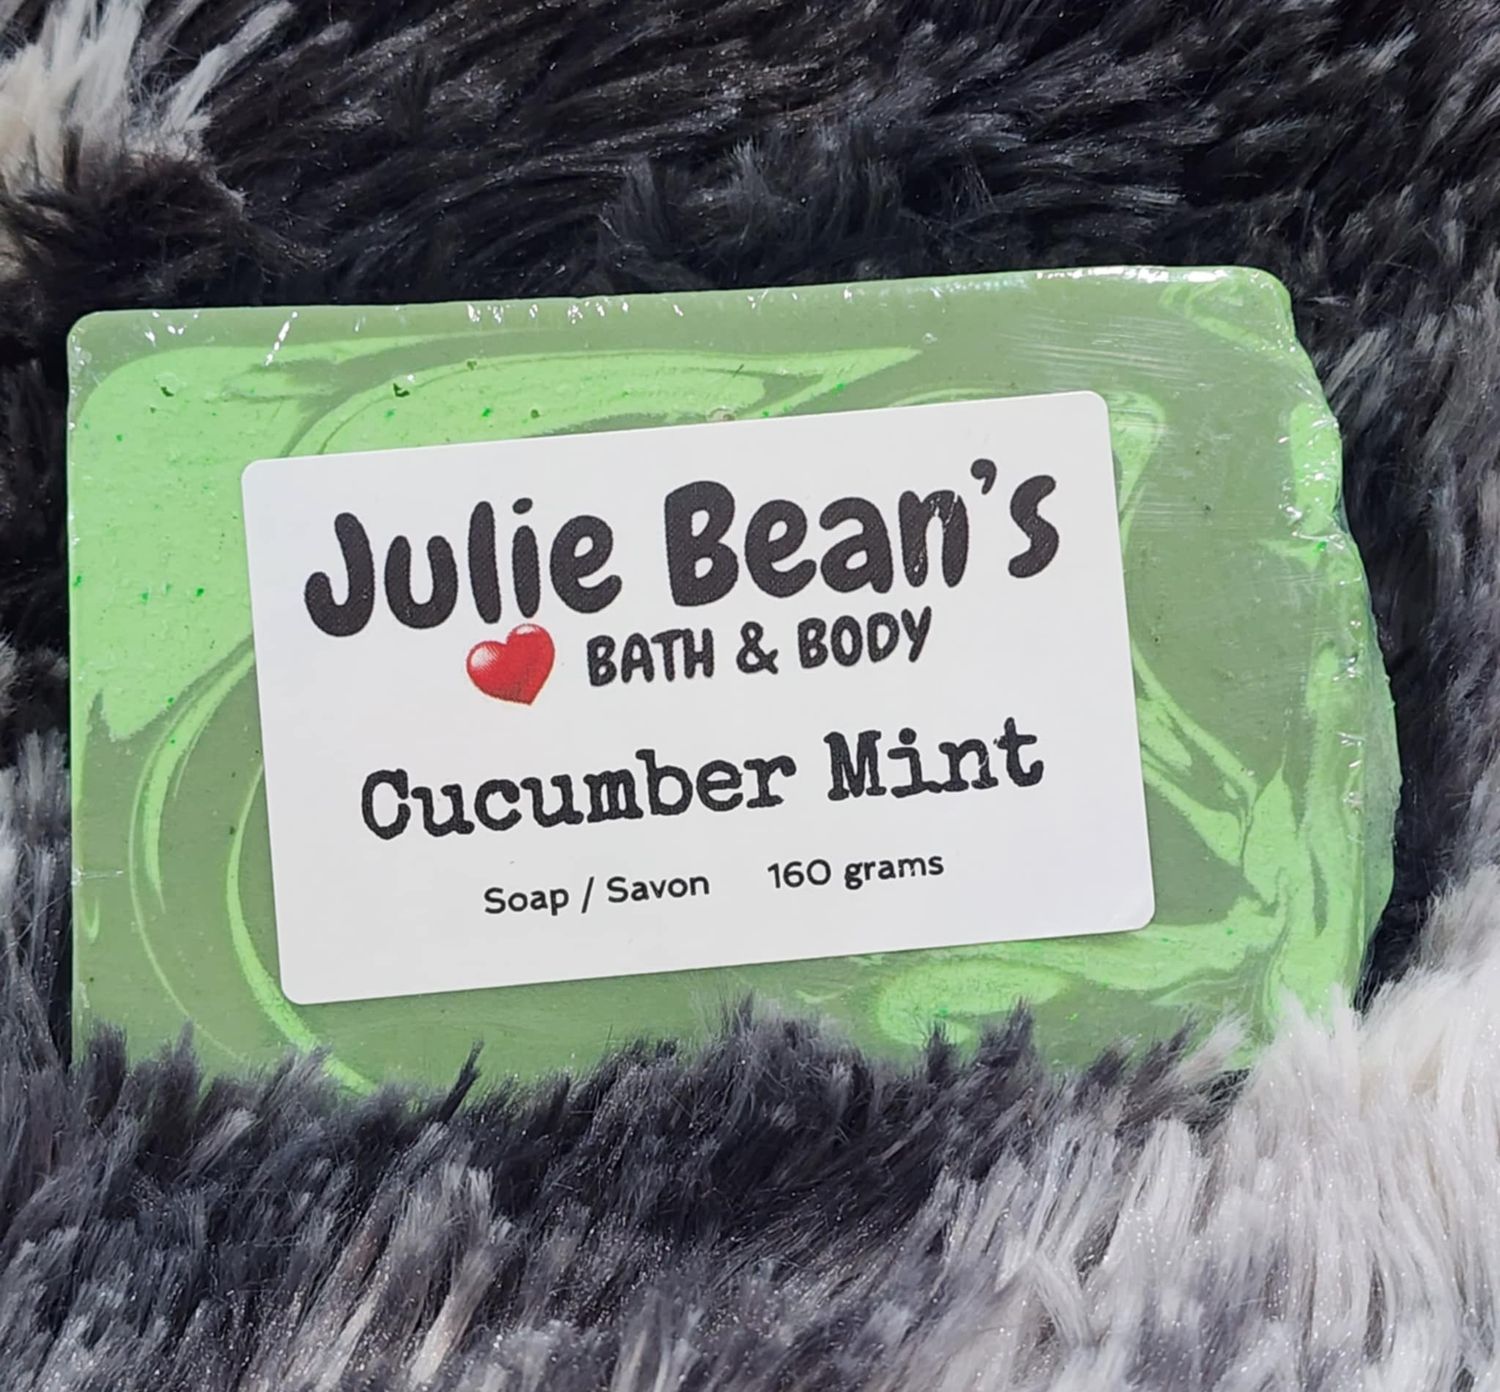 Julie Bean's
BATH & BODY
Cucumber Mint
Soap / Savon 160 grams